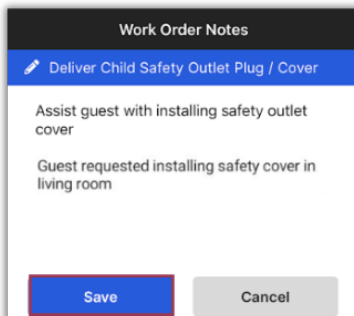 Work Order Notes
Deliver Child Safety Outlet Plug / Cover
Assist guest with installing safety outlet
cover
Guest requested installing safety cover in
living room
Save
Cancel